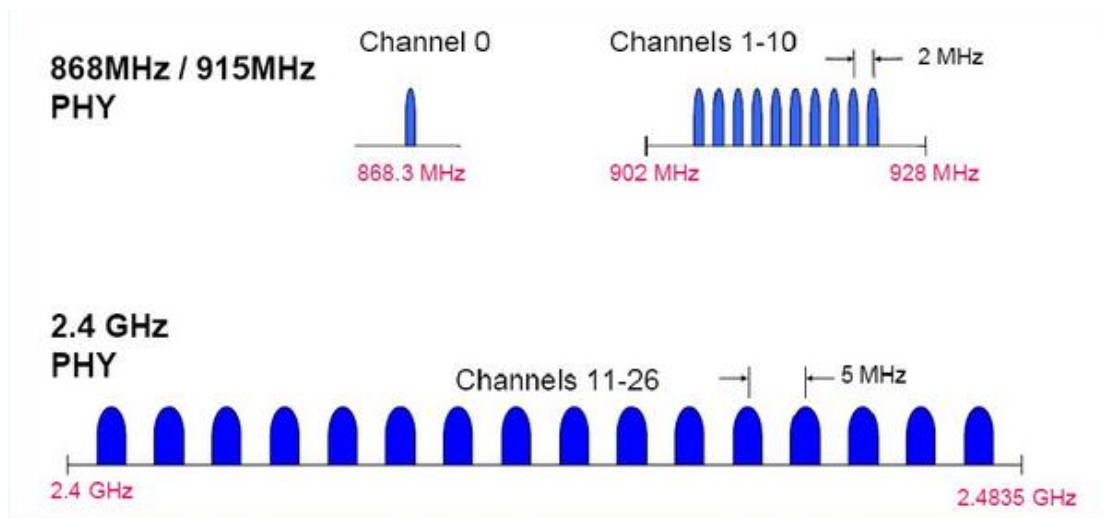 868MHz / 915MHz
PHY
Channel 0
868.3 MHz
Channels 1-10
2 MHz
902 MHz
928 MHz
2.4 GHz
PHY
Channels 11-26
5 MHz
2.4 GHz
2.4835 GHz